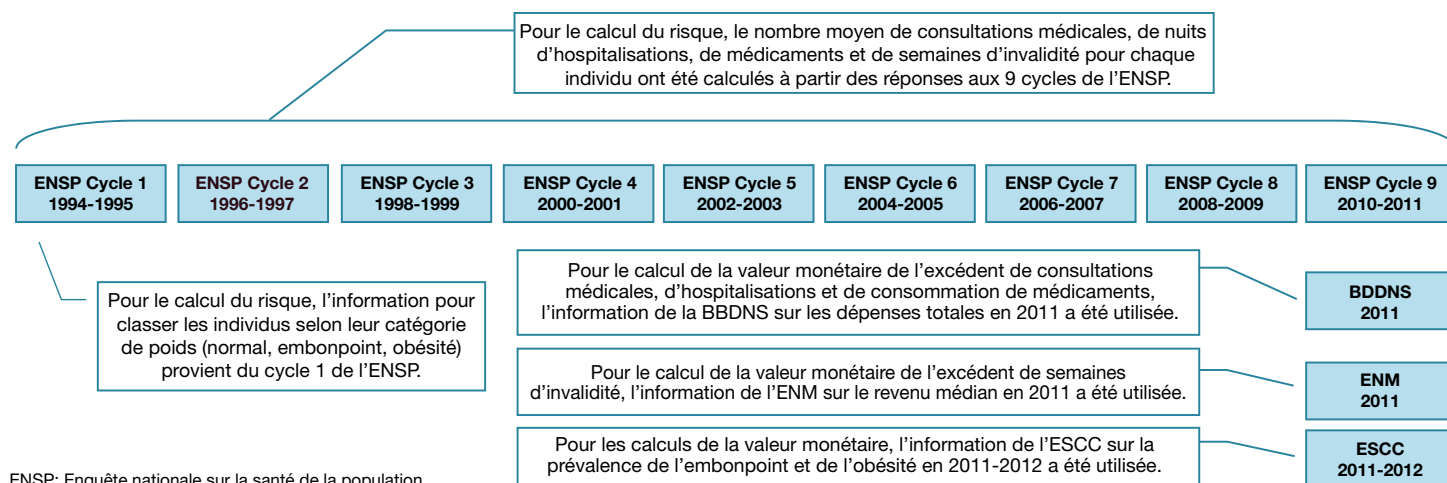 Pour le calcul du risque, le nombre moyen de consultations médicales, de nuits
d'hospitalisations, de médicaments et de semaines d'invalidité pour chaque
individu ont été calculés à partir des réponses aux 9 cycles de l'ENSP.
ENSP Cycle 1
1994-1995
ENSP Cycle 2
1996-1997
ENSP Cycle 3
1998-1999
ENSP Cycle 4
2000-2001
ENSP Cycle 5
2002-2003
ENSP Cycle 6
2004-2005
ENSP Cycle 7
2006-2007
ENSP Cycle 8
2008-2009
ENSP Cycle 9
2010-2011
Pour le calcul du risque, l'information pour
classer les individus selon leur catégorie
de poids (normal, embonpoint, obésité)
provient du cycle 1 de l'ENSP.
Pour le calcul de la valeur monétaire de l'excédent de consultations
médicales, d'hospitalisations et de consommation de médicaments,
l'information de la BBDNS sur les dépenses totales en 2011 a été utilisée.
BDDNS
2011
Pour le calcul de la valeur monétaire de l'excédent de semaines
d'invalidité, l'information de l'ENM sur le revenu médian en 2011 a été utilisée.
ENM
2011
Pour les calculs de la valeur monétaire, l'information de l'ESCC sur la
prévalence de l'embonpoint et de l'obésité en 2011-2012 a été utilisée.
ESCC
2011-2012
ENSP: Enquête nationale sur la santé de la population